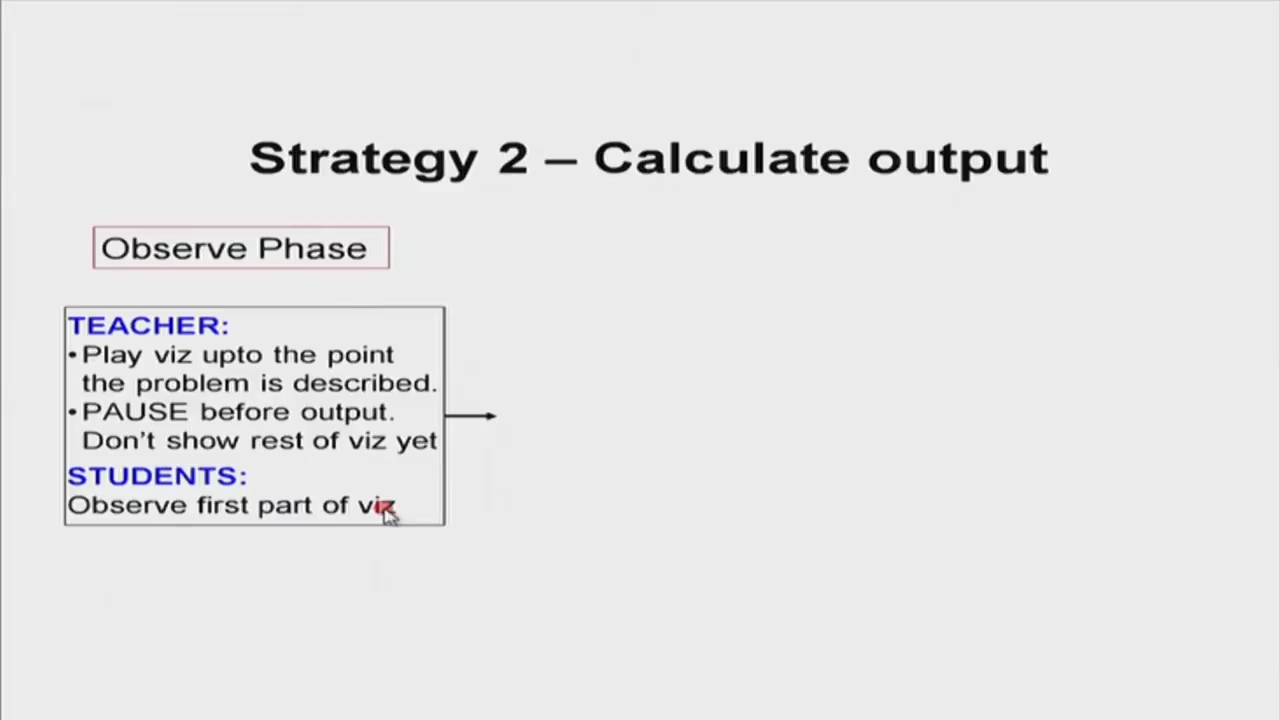 Strategy 2 – Calculate output
Observe Phase
TEACHER:
•Play viz upto the point
the problem is described.
•PAUSE before output.
Don't show rest of viz yet
STUDENTS:
Observe first part of viz